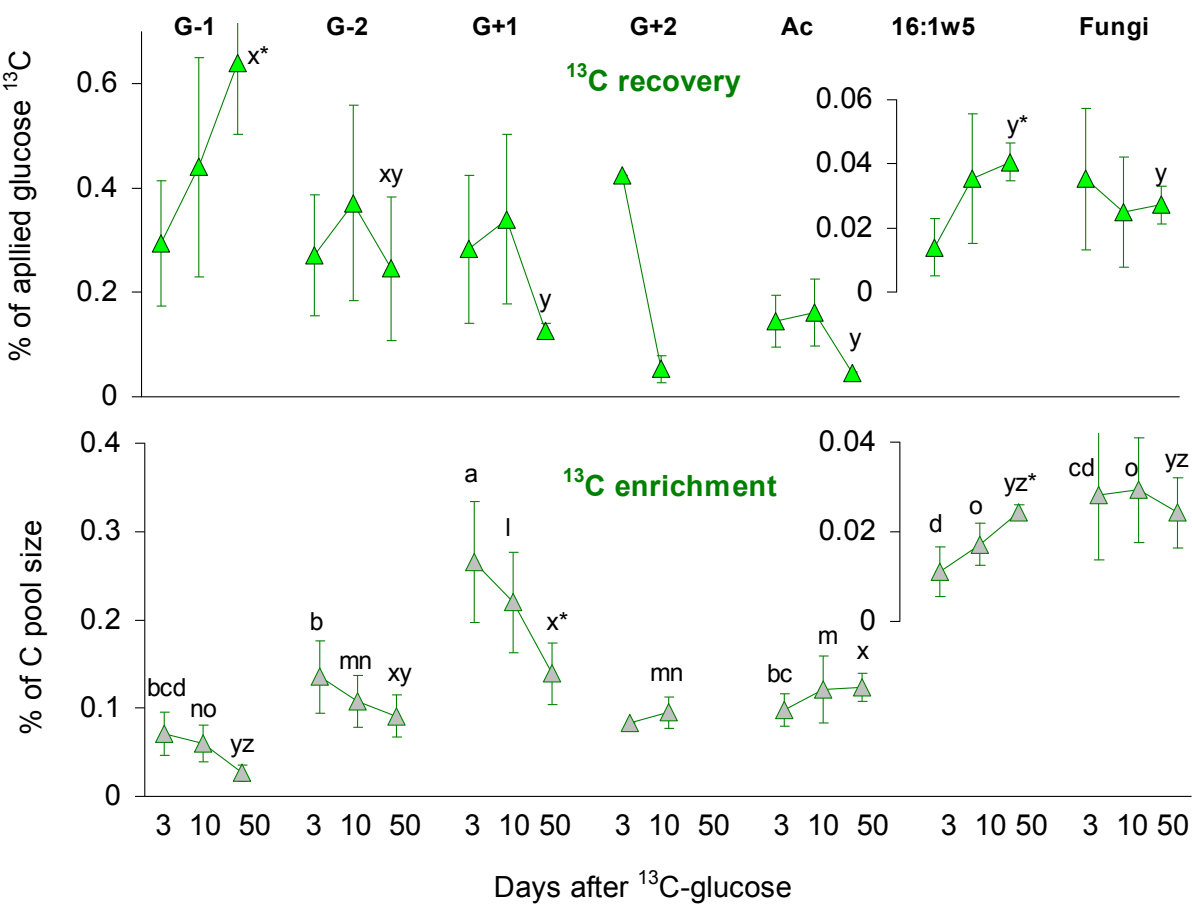 G-1 G-2 G+1 G+2 Ac 16:1w5 Fungi
% of apllied glucose ¹³C
¹³C recovery
0.6
0.4
0.2
0
0.06
0.04
0.02
0
x*
xy
y
y
y*
y
% of C pool size
¹³C enrichment
0.4
0.3
0.2
0.1
0
0.04
0.02
0
bcd no yz
b mn xy
a l x*
mn
bc m x
d o yz*
cd o yz
3 10 50 3 10 50 3 10 50 3 10 50 3 10 50 3 10 50 3 10 50
Days after ¹³C-glucose